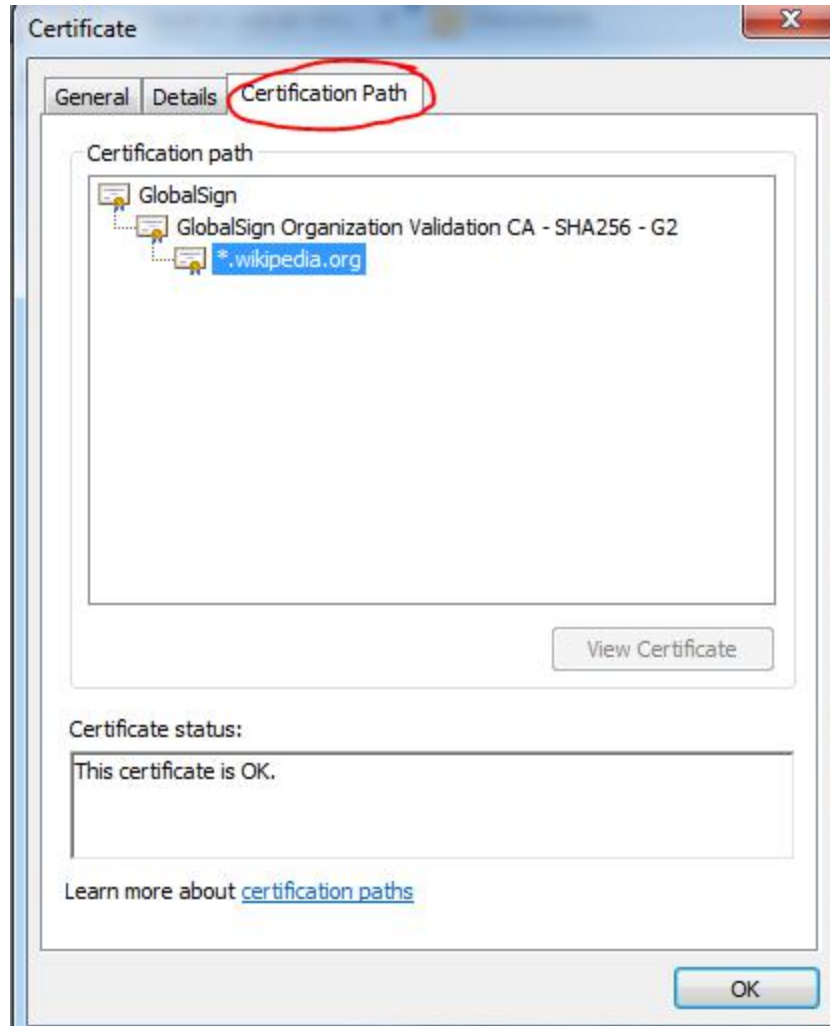 Certificate
General Details Certification Path
Certification path
GlobalSign
GlobalSign Organization Validation CA - SHA256 - G2
*.wikipedia.org
View Certificate
Certificate status:
This certificate is OK.
Learn more about certification paths
OK